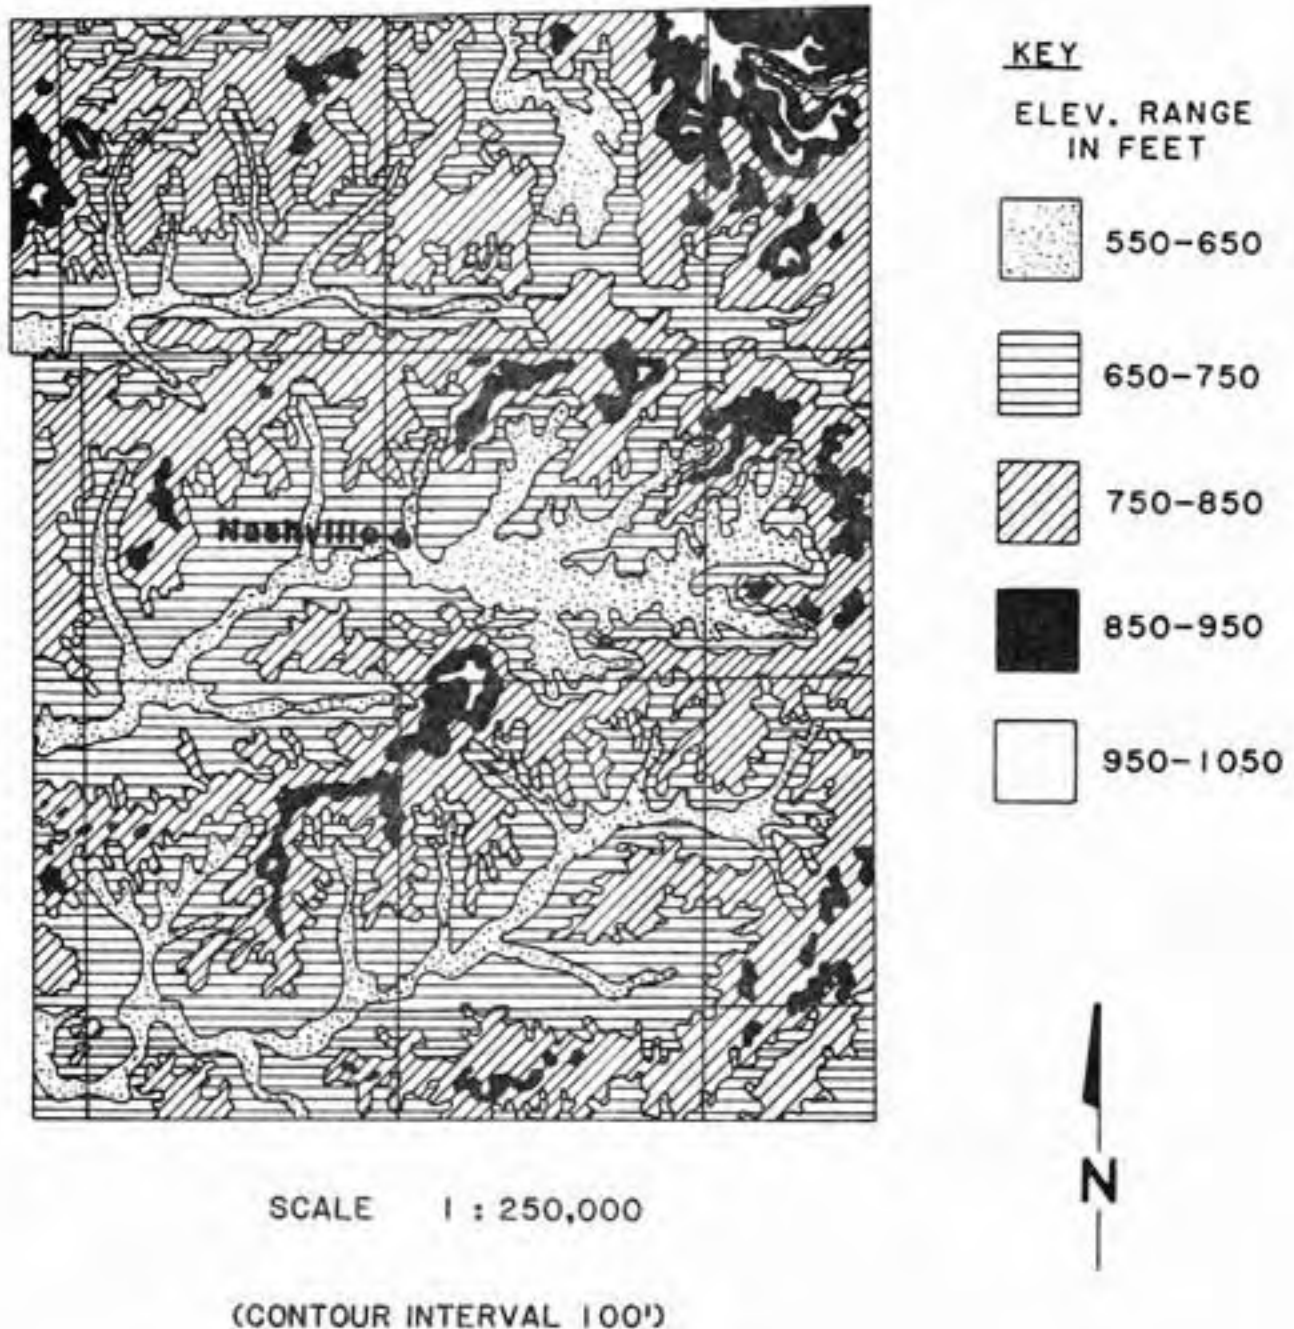 KEY
ELEV. RANGE
IN FEET
550-650
650-750
750-850
850-950
950-1050
Nashville
N
SCALE 1 : 250,000
(CONTOUR INTERVAL 100')